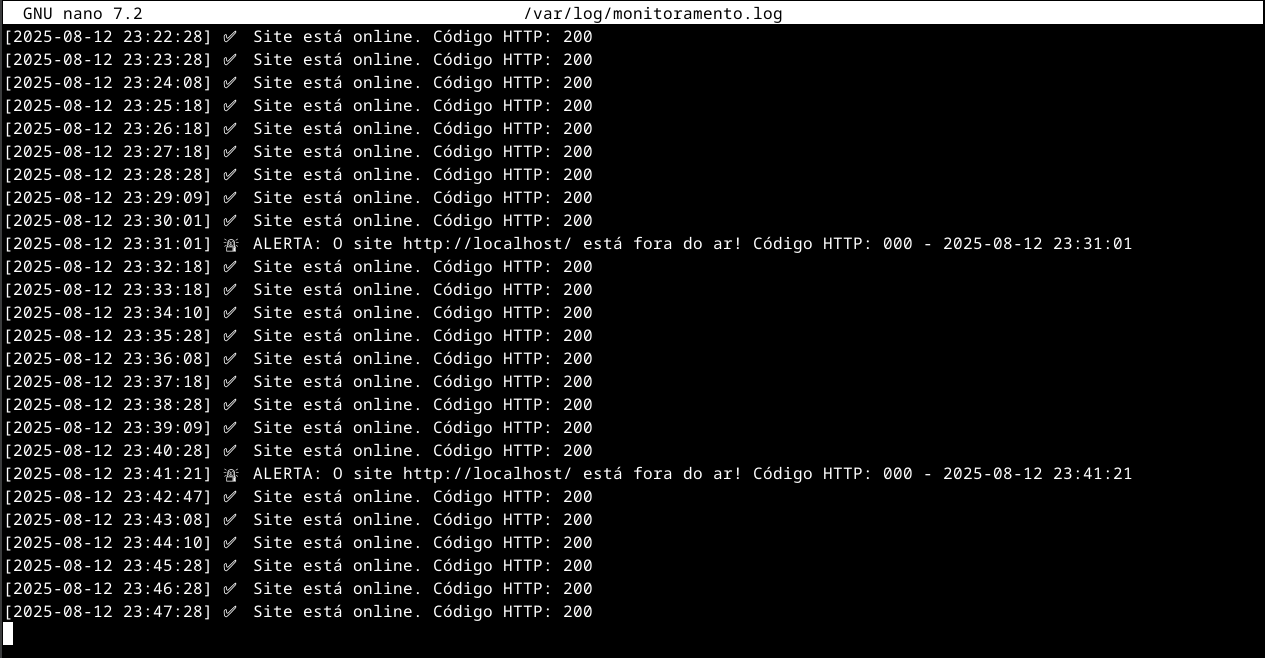 GNU nano 7.2 /var/log/monitoramento.log
[2025-08-12 23:22:28] ✅ Site está online. Código HTTP: 200
[2025-08-12 23:23:28] ✅ Site está online. Código HTTP: 200
[2025-08-12 23:24:08] ✅ Site está online. Código HTTP: 200
[2025-08-12 23:25:18] ✅ Site está online. Código HTTP: 200
[2025-08-12 23:26:18] ✅ Site está online. Código HTTP: 200
[2025-08-12 23:27:18] ✅ Site está online. Código HTTP: 200
[2025-08-12 23:28:28] ✅ Site está online. Código HTTP: 200
[2025-08-12 23:29:09] ✅ Site está online. Código HTTP: 200
[2025-08-12 23:30:01] ✅ Site está online. Código HTTP: 200
[2025-08-12 23:31:01] 🚨 ALERTA: O site http://localhost/ está fora do ar! Código HTTP: 000 - 2025-08-12 23:31:01
[2025-08-12 23:32:18] ✅ Site está online. Código HTTP: 200
[2025-08-12 23:33:18] ✅ Site está online. Código HTTP: 200
[2025-08-12 23:34:10] ✅ Site está online. Código HTTP: 200
[2025-08-12 23:35:28] ✅ Site está online. Código HTTP: 200
[2025-08-12 23:36:08] ✅ Site está online. Código HTTP: 200
[2025-08-12 23:37:18] ✅ Site está online. Código HTTP: 200
[2025-08-12 23:38:28] ✅ Site está online. Código HTTP: 200
[2025-08-12 23:39:09] ✅ Site está online. Código HTTP: 200
[2025-08-12 23:40:28] ✅ Site está online. Código HTTP: 200
[2025-08-12 23:41:21] 🚨 ALERTA: O site http://localhost/ está fora do ar! Código HTTP: 000 - 2025-08-12 23:41:21
[2025-08-12 23:42:47] ✅ Site está online. Código HTTP: 200
[2025-08-12 23:43:08] ✅ Site está online. Código HTTP: 200
[2025-08-12 23:44:10] ✅ Site está online. Código HTTP: 200
[2025-08-12 23:45:28] ✅ Site está online. Código HTTP: 200
[2025-08-12 23:46:28] ✅ Site está online. Código HTTP: 200
[2025-08-12 23:47:28] ✅ Site está online. Código HTTP: 200